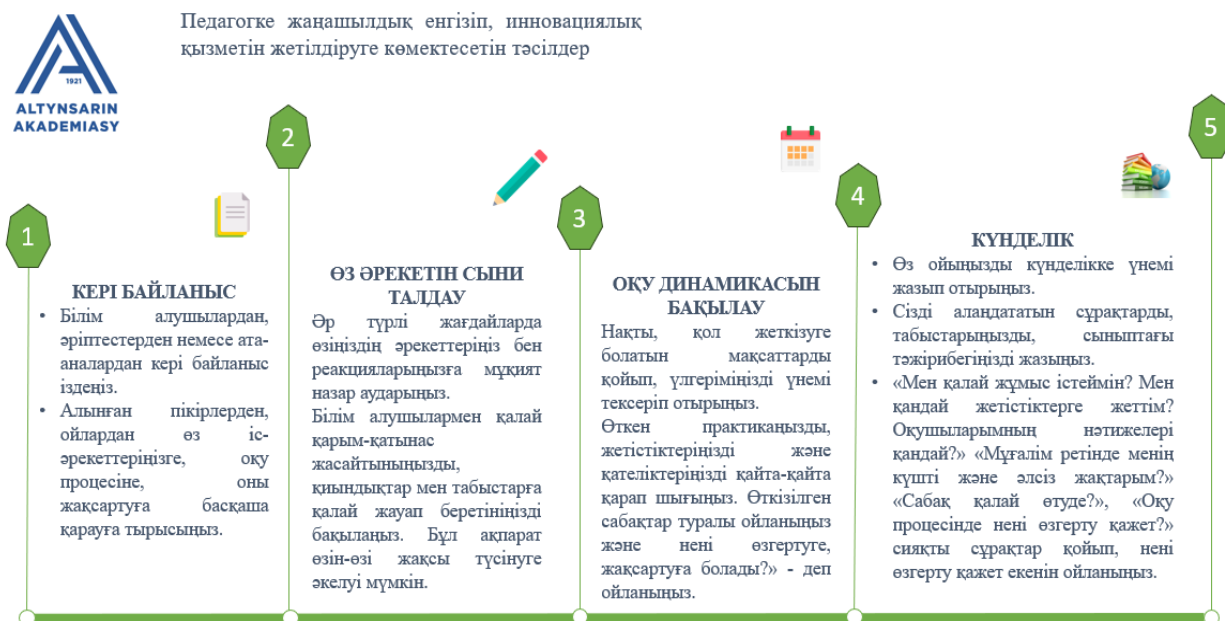 Педагогке жаңашылдық енгізіп, инновациялық
қызметін жетілдіруге көмектесетін тәсілдер
1921
ALTYNSARIN
AKADEMIASY
1
КЕРІ БАЙЛАНЫС
• Білім алушылардан,
әріптестерден немесе ата-
аналардан кері байланыс
іздеңіз.
• Алынған пікірлерден,
ойлардан өз іс-
әрекеттеріңізге, оқу
процесіне, оны
жақсартуға басқаша
қарауға тырысыңыз.
2
ӨЗ ӘРЕКЕТІН СЫНИ
ТАЛДАУ
Әр түрлі жағдайларда
өзіңіздің әрекеттеріңіз бен
реакцияларыңызға мұқият
назар аударыңыз.
Білім алушылармен қалай
қарым-қатынас
жасайтыныңызды,
қиындықтар мен табыстарға
қалай жауап беретініңізді
бақылаңыз. Бұл ақпарат
өзін-өзі жақсы түсінуге
әкелуі мүмкін.
3
ОҚУ ДИНАМИКАСЫН
БАҚЫЛАУ
Нақты, қол жеткізуге
болатын мақсаттарды
қойып, үлгеріміңізді үнемі
тексеріп отырыңыз.
Өткен практикаңызды,
жетістіктеріңізді және
қателіктеріңізді қайта-қайта
қарап шығыңыз. Өткізілген
сабақтар туралы ойланыңыз
және нені өзгертуге,
жақсартуға болады?» - деп
ойланыңыз.
4
КҮНДЕЛІК
• Өз ойыңызды күнделікке үнемі
жазып отырыңыз.
• Сізді алаңдататын сұрақтарды,
табыстарыңызды, сыныптағы
тәжірибегіңізді жазыңыз.
• «Мен қалай жұмыс істеймін? Мен
қандай жетістіктерге жеттім?
Оқушыларымның нәтижелері
қандай?» «Мұғалім ретінде менің
күшті және әлсіз жақтарым?»
«Сабақ қалай өтуде?», «Оқу
процесінде нені өзгерту қажет?»
сияқты сұрақтар қойып, нені
өзгерту қажет екенін ойланыңыз.
5